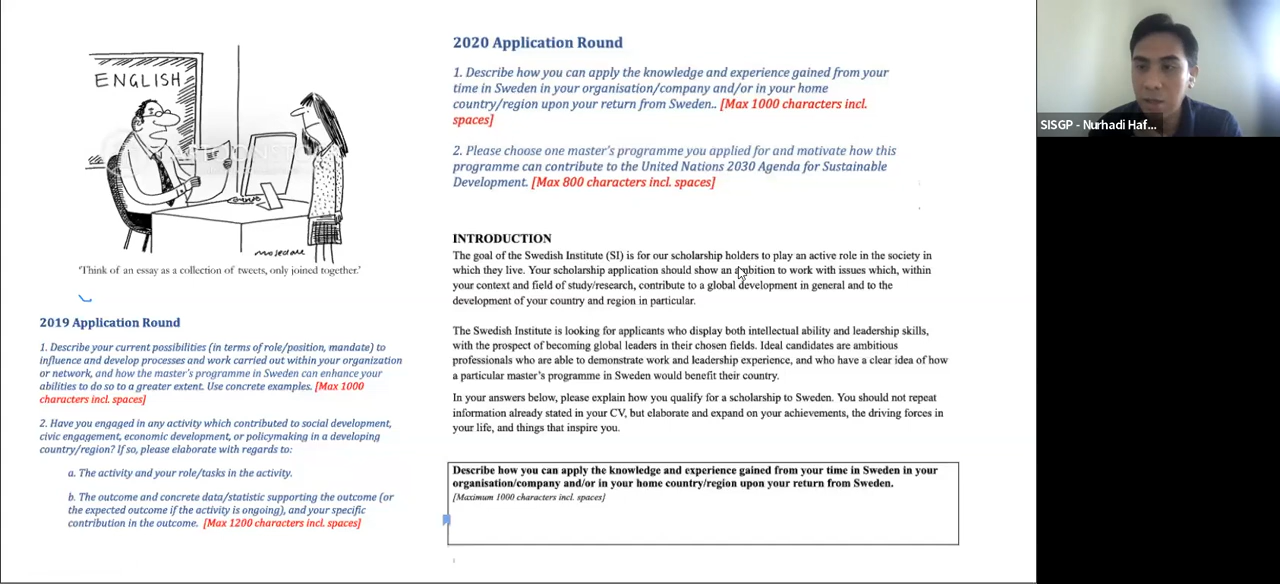 ENGLISH
'Think of an essay as a collection of tweets, only joined together.'
2019 Application Round
1. Describe your current possibilities (in terms of role/position, mandate) to
influence and develop processes and work carried out within your organization
or network, and how the master's programme in Sweden can enhance your
abilities to do so to a greater extent. Use concrete examples. [Max 1000
characters incl. spaces]
2. Have you engaged in any activity which contributed to social development,
civic engagement, economic development, or policymaking in a developing
country/region? If so, please elaborate with regards to:
a. The activity and your role/tasks in the activity.
b. The outcome and concrete data/statistic supporting the outcome (or
the expected outcome if the activity is ongoing), and your specific
contribution in the outcome. [Max 1200 characters incl. spaces]
2020 Application Round
1. Describe how you can apply the knowledge and experience gained from your
time in Sweden in your organisation/company and/or in your home
country/region upon your return from Sweden.. [Max 1000 characters incl.
spaces]
2. Please choose one master's programme you applied for and motivate how this
programme can contribute to the United Nations 2030 Agenda for Sustainable
Development. [Max 800 characters incl. spaces]
INTRODUCTION
The goal of the Swedish Institute (SI) is for our scholarship holders to play an active role in the society in
which they live. Your scholarship application should show an ambition to work with issues which, within
your context and field of study/research, contribute to a global development in general and to the
development of your country and region in particular.
The Swedish Institute is looking for applicants who display both intellectual ability and leadership skills,
with the prospect of becoming global leaders in their chosen fields. Ideal candidates are ambitious
professionals who are able to demonstrate work and leadership experience, and who have a clear idea of how
a particular master's programme in Sweden would benefit their country.
In your answers below, please explain how you qualify for a scholarship to Sweden. You should not repeat
information already stated in your CV, but elaborate and expand on your achievements, the driving forces in
your life, and things that inspire you.
Describe how you can apply the knowledge and experience gained from your time in Sweden in your
organisation/company and/or in your home country/region upon your return from Sweden.
[Maximum 1000 characters incl. spaces]
SISGP - Nurhadi Haf...